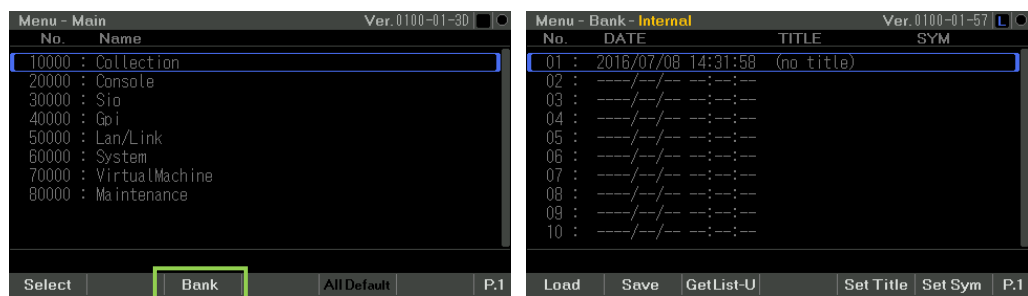 Menu - Main Ver. 0100-01-3D
No. Name
10000 : Collection
20000 : Console
30000 : Sio
40000 : Gpi
50000 : Lan/Link
60000 : System
70000 : VirtualMachine
80000 : Maintenance
Select Bank All Default P.1
Menu - Bank - Internal Ver. 0100-01-57 L
No. DATE TITLE SYM
01 : 2016/07/08 14:31:58 (no title)
02 : ----/--/-- --:--:--
03 : ----/--/-- --:--:--
04 : ----/--/-- --:--:--
05 : ----/--/-- --:--:--
06 : ----/--/-- --:--:--
07 : ----/--/-- --:--:--
08 : ----/--/-- --:--:--
09 : ----/--/-- --:--:--
10 : ----/--/-- --:--:--
Load Save GetList-U Set Title Set Sym P.1